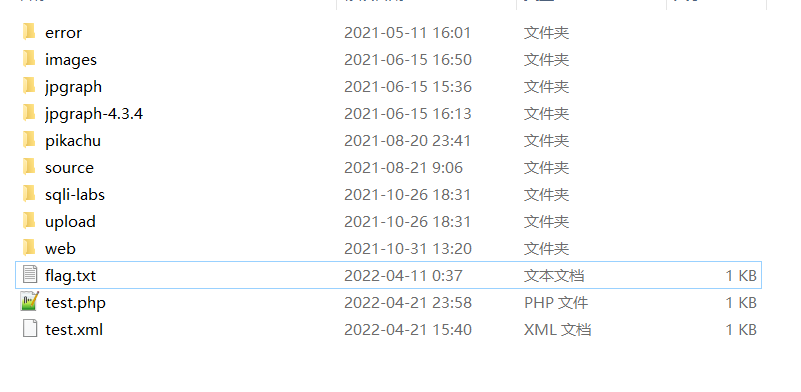 error 2021-05-11 16:01 文件夹
images 2021-06-15 16:50 文件夹
jpgraph 2021-06-15 15:36 文件夹
jpgraph-4.3.4 2021-06-15 16:13 文件夹
pikachu 2021-08-20 23:41 文件夹
source 2021-08-21 9:06 文件夹
sqli-labs 2021-10-26 18:31 文件夹
upload 2021-10-26 18:31 文件夹
web 2021-10-31 13:20 文件夹
flag.txt 2022-04-11 0:37 文本文档 1 KB
test.php 2022-04-21 23:58 PHP 文件 1 KB
test.xml 2022-04-21 15:40 XML 文档 1 KB